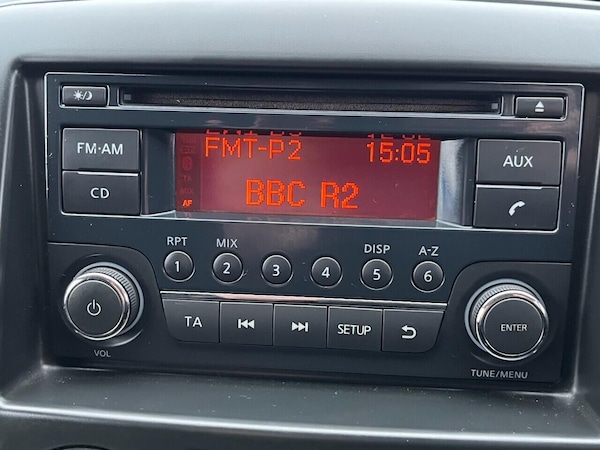 FM·AM
CD
FMT-P2 15:05
BBC R2
TA
AF
AUX
RPT MIX DISP A-Z
1 2 3 4 5 6
TA SETUP
VOL
ENTER
TUNE/MENU